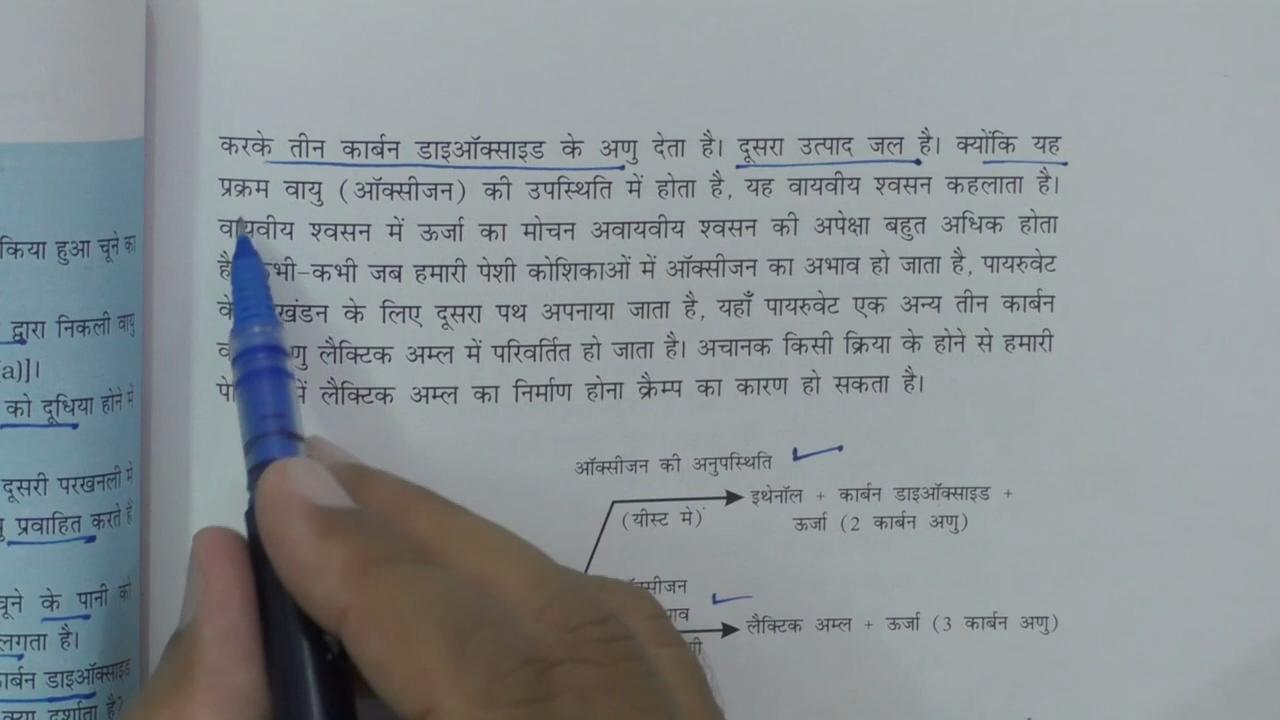 किया हुआ चूने का
द्वारा निकली वायु
(a)]।
को दूधिया होने में
दूसरी परखनली में
प्रवाहित करते हैं
चूने के पानी को
लगता है।
कार्बन डाइऑक्साइड
क्या दर्शाता है?
करके तीन कार्बन डाइऑक्साइड के अणु देता है। दूसरा उत्पाद जल है। क्योंकि यह
प्रक्रम वायु (ऑक्सीजन) की उपस्थिति में होता है, यह वायवीय श्वसन कहलाता है।
वायवीय श्वसन में ऊर्जा का मोचन अवायवीय श्वसन की अपेक्षा बहुत अधिक होता
भी-कभी जब हमारी पेशी कोशिकाओं में ऑक्सीजन का अभाव हो जाता है, पायरुवेट
के खंडन के लिए दूसरा पथ अपनाया जाता है, यहाँ पायरुवेट एक अन्य तीन कार्बन
लैक्टिक अम्ल में परिवर्तित हो जाता है। अचानक किसी क्रिया के होने से हमारी
में लैक्टिक अम्ल का निर्माण होना क्रैम्प का कारण हो सकता है।
ऑक्सीजन की अनुपस्थिति
(यीस्ट में)
इथेनॉल + कार्बन डाइऑक्साइड +
ऊर्जा (2 कार्बन अणु)
लैक्टिक अम्ल + ऊर्जा (3 कार्बन अणु)